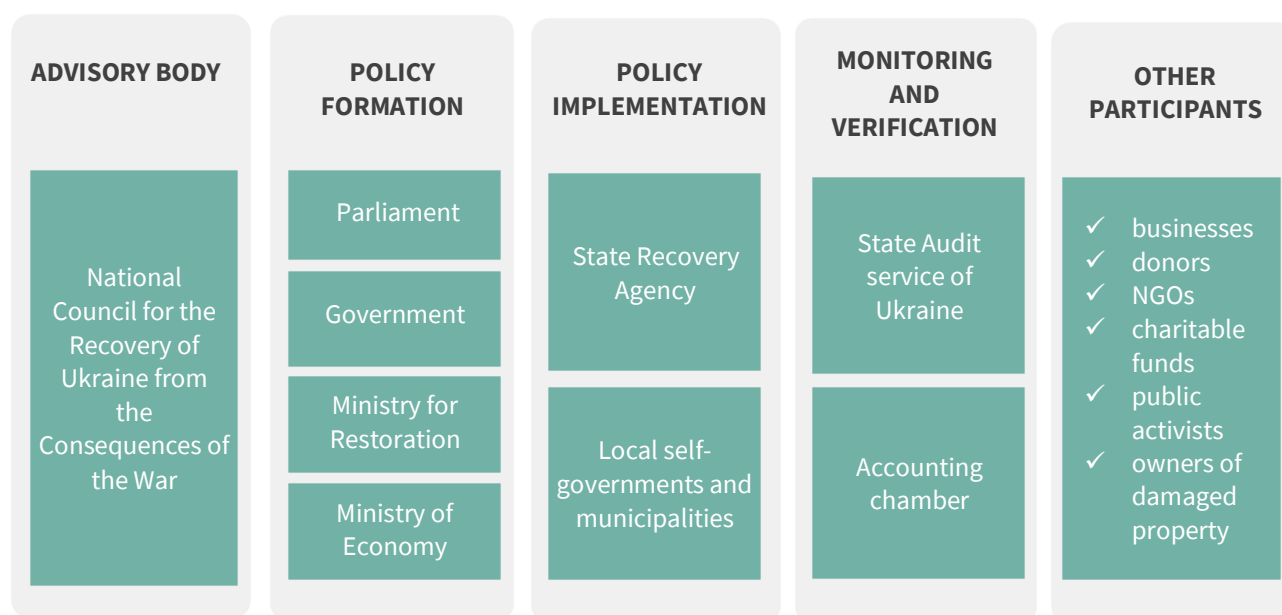 ADVISORY BODY
National
Council for the
Recovery of
Ukraine from
the
Consequences of
the War
POLICY
FORMATION
Parliament
Government
Ministry for
Restoration
Ministry of
Economy
POLICY
IMPLEMENTATION
State Recovery
Agency
Local self-
governments and
municipalities
MONITORING
AND
VERIFICATION
State Audit
service of
Ukraine
Accounting
chamber
OTHER
PARTICIPANTS
✓ businesses
✓ donors
✓ NGOs
✓ charitable
funds
✓ public
activists
✓ owners of
damaged
property